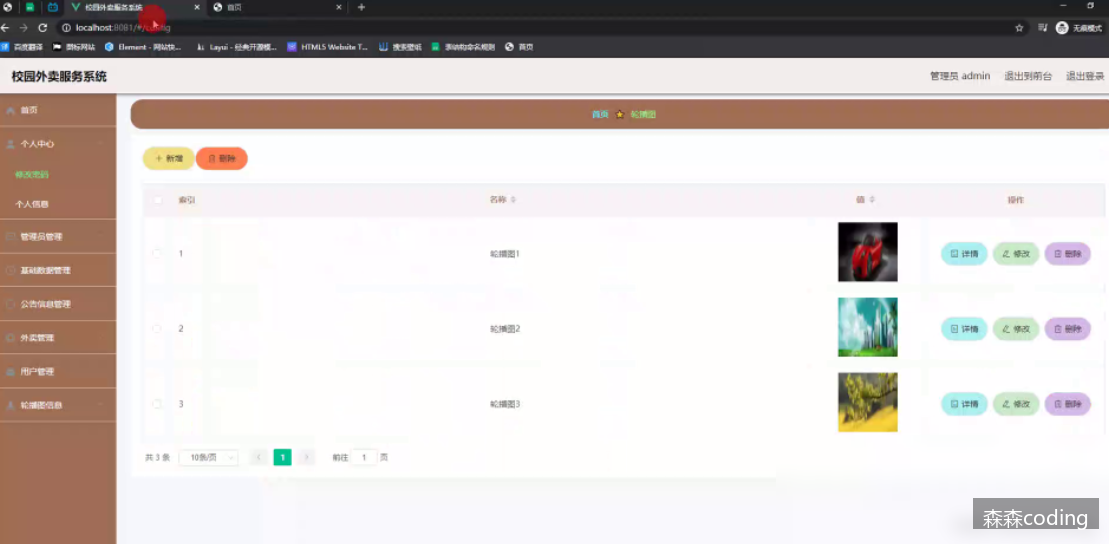 校园外卖服务系统
首页
localhost:8081/#/config
无痕模式
百度翻译 图标网站 Element - 网站快... Layui - 经典开源模... HTML5 Website T... 搜索壁纸 表结构命名规则 首页
校园外卖服务系统
管理员 admin 退出到前台 退出登录
首页
个人中心
修改密码
个人信息
管理员管理
基础数据管理
公告信息管理
外卖管理
用户管理
轮播图信息
首页 轮播图
新增 删除
索引 名称 值 操作
1 轮播图1 详情 修改 删除
2 轮播图2 详情 修改 删除
3 轮播图3 详情 修改 删除
共 3 条 10条/页 1 前往 1 页
森森coding